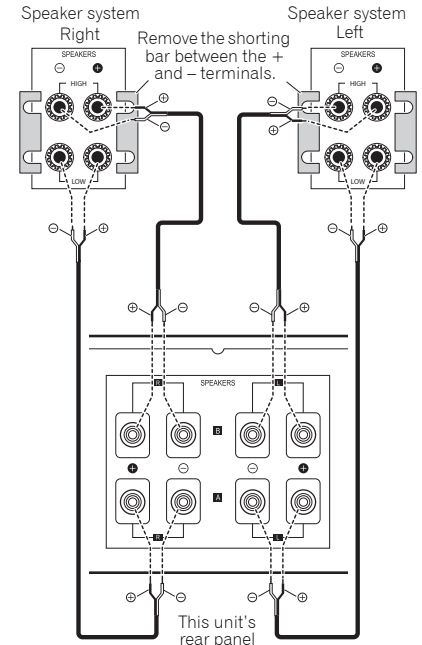 Speaker system
Right
Speaker system
Left
Remove the shorting
bar between the +
and – terminals.
SPEAKERS
⊖ ⊕
HIGH
LOW
SPEAKERS
⊖ ⊕
HIGH
LOW
⊕
⊖
⊖
⊕
⊖ ⊕
⊖ ⊕
⊕ ⊖
⊖ ⊕
R SPEAKERS L
B
⊕ ⊖ ⊖ ⊕
A
R L
⊕ ⊖
⊖ ⊕
This unit's
rear panel